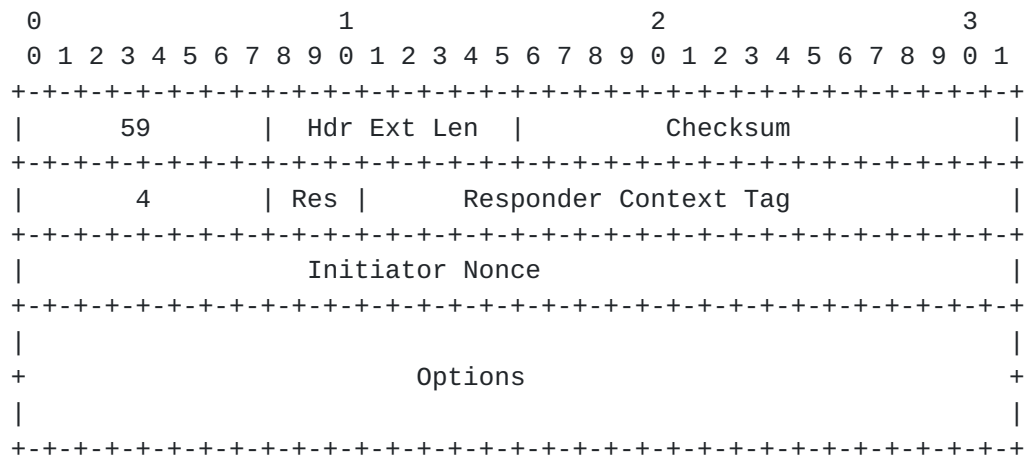 0                   1                   2                   3
 0 1 2 3 4 5 6 7 8 9 0 1 2 3 4 5 6 7 8 9 0 1 2 3 4 5 6 7 8 9 0 1
+-+-+-+-+-+-+-+-+-+-+-+-+-+-+-+-+-+-+-+-+-+-+-+-+-+-+-+-+-+-+-+-+
|      59       |  Hdr Ext Len  |         Checksum              |
+-+-+-+-+-+-+-+-+-+-+-+-+-+-+-+-+-+-+-+-+-+-+-+-+-+-+-+-+-+-+-+-+
|       4       | Res |      Responder Context Tag              |
+-+-+-+-+-+-+-+-+-+-+-+-+-+-+-+-+-+-+-+-+-+-+-+-+-+-+-+-+-+-+-+-+
|                  Initiator Nonce                              |
+-+-+-+-+-+-+-+-+-+-+-+-+-+-+-+-+-+-+-+-+-+-+-+-+-+-+-+-+-+-+-+-+
|                                                               |
+                         Options                               +
|                                                               |
+-+-+-+-+-+-+-+-+-+-+-+-+-+-+-+-+-+-+-+-+-+-+-+-+-+-+-+-+-+-+-+-+